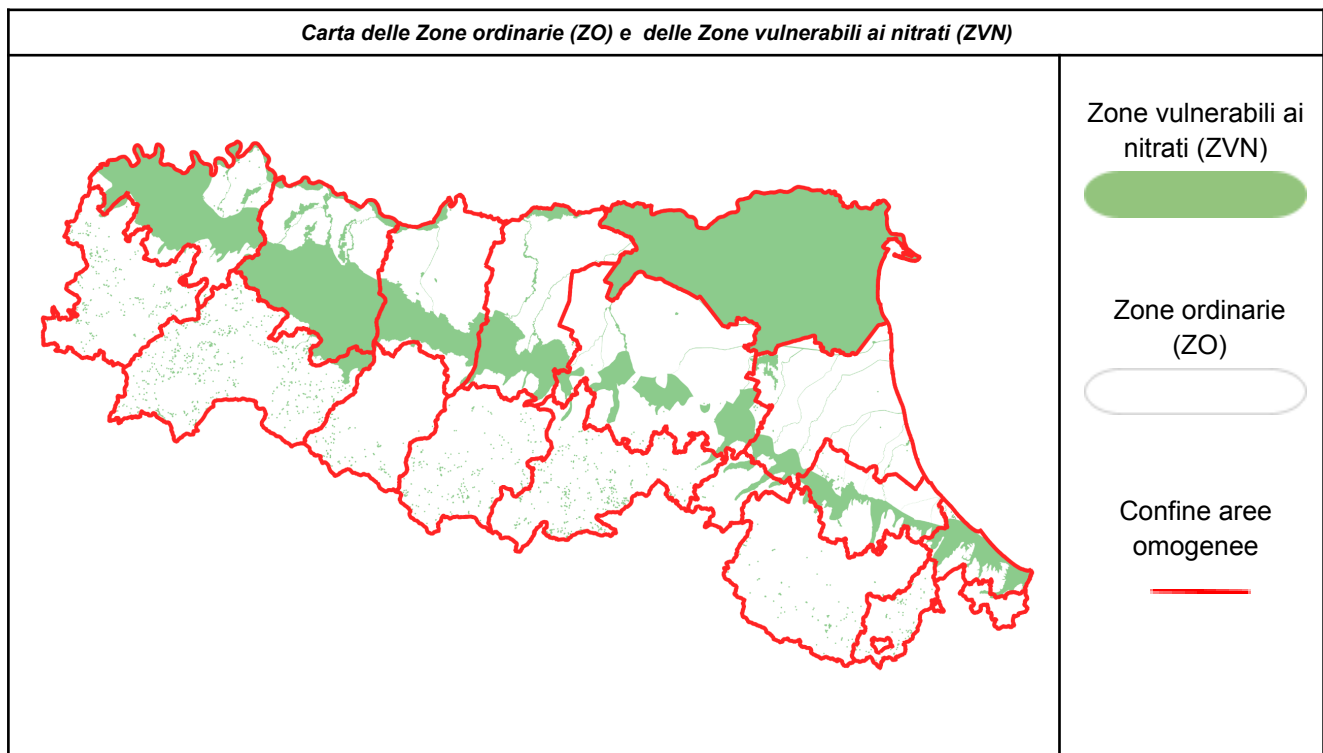 Carta delle Zone ordinarie (ZO) e  delle Zone vulnerabili ai nitrati (ZVN)
Zone vulnerabili ai
nitrati (ZVN)
Zone ordinarie
(ZO)
Confine aree
omogenee